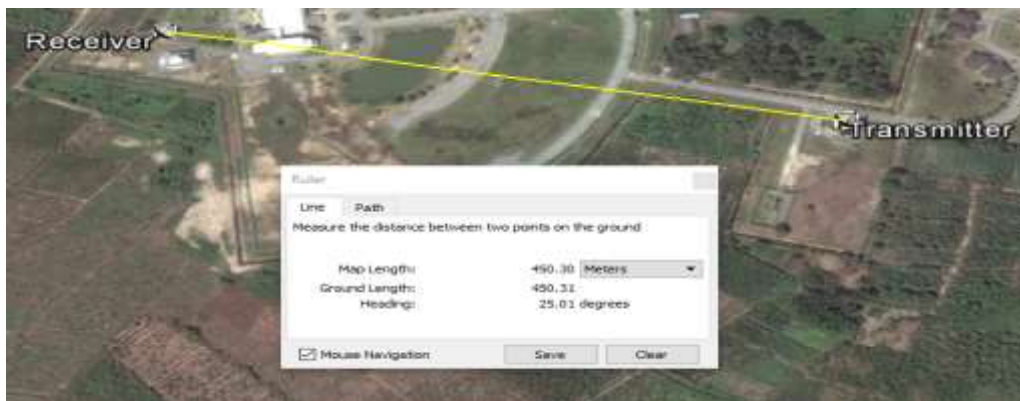 Receiver
Transmitter
Ruler
Line Path
Measure the distance between two points on the ground
Map Length: 450.30 Meters
Ground Length: 450.31
Heading: 25.01 degrees
Mouse Navigation Save Clear